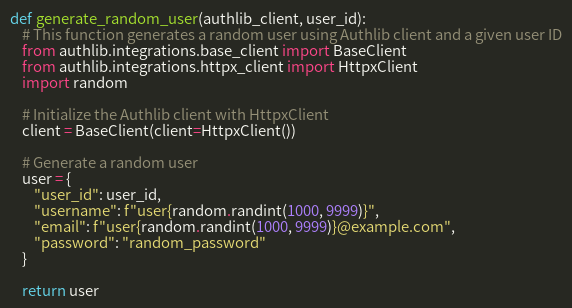 def generate_random_user(authlib_client, user_id):
    # This function generates a random user using Authlib client and a given user ID
    from authlib.integrations.base_client import BaseClient
    from authlib.integrations.httpx_client import HttpxClient
    import random

    # Initialize the Authlib client with HttpxClient
    client = BaseClient(client=HttpxClient())

    # Generate a random user
    user = {
        "user_id": user_id,
        "username": f"user{random.randint(1000, 9999)}",
        "email": f"user{random.randint(1000, 9999)}@example.com",
        "password": "random_password"
    }

    return user